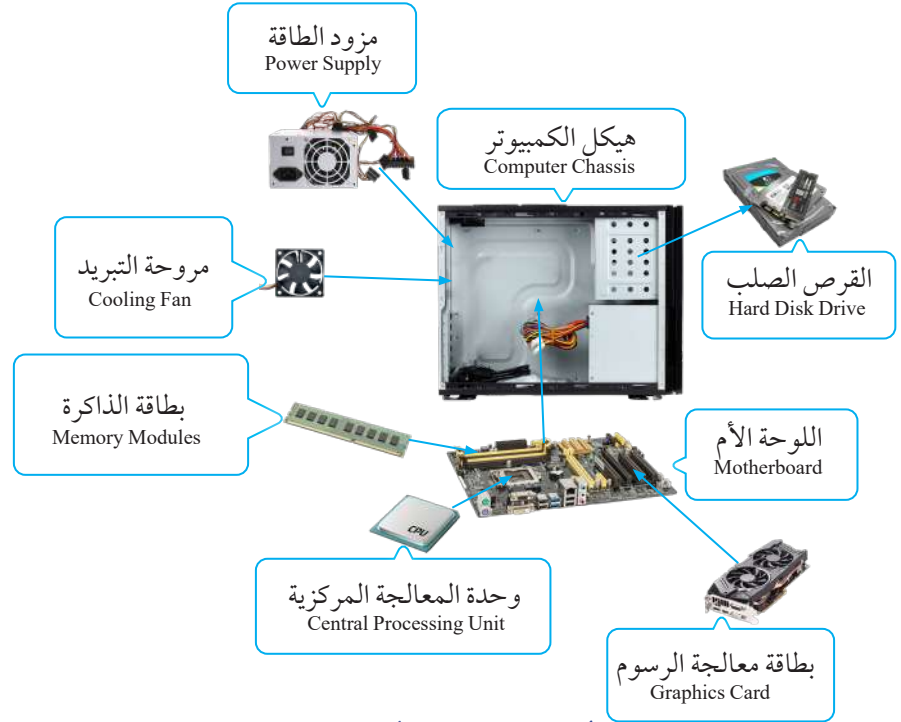 مزود الطاقة
Power Supply
هيكل الكمبيوتر
Computer Chassis
القرص الصلب
Hard Disk Drive
مروحة التبريد
Cooling Fan
بطاقة الذاكرة
Memory Modules
اللوحة الأم
Motherboard
CPU
وحدة المعالجة المركزية
Central Processing Unit
بطاقة معالجة الرسوم
Graphics Card